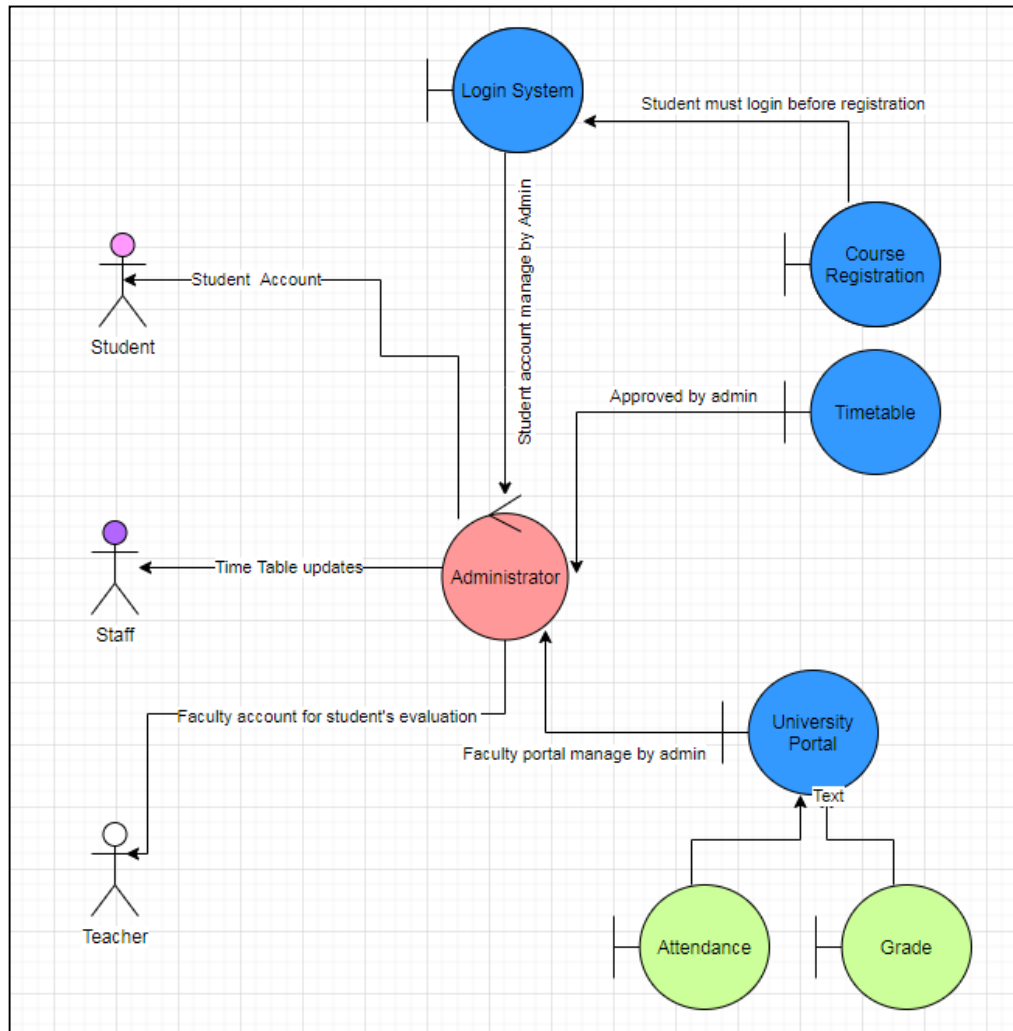 Login System
Student must login before registration
Student account manage by Admin
Course
Registration
Student  Account
Student
Approved by admin
Timetable
Time Table updates
Administrator
Staff
Faculty account for student's evaluation
University
Portal
Faculty portal manage by admin
Text
Teacher
Attendance
Grade